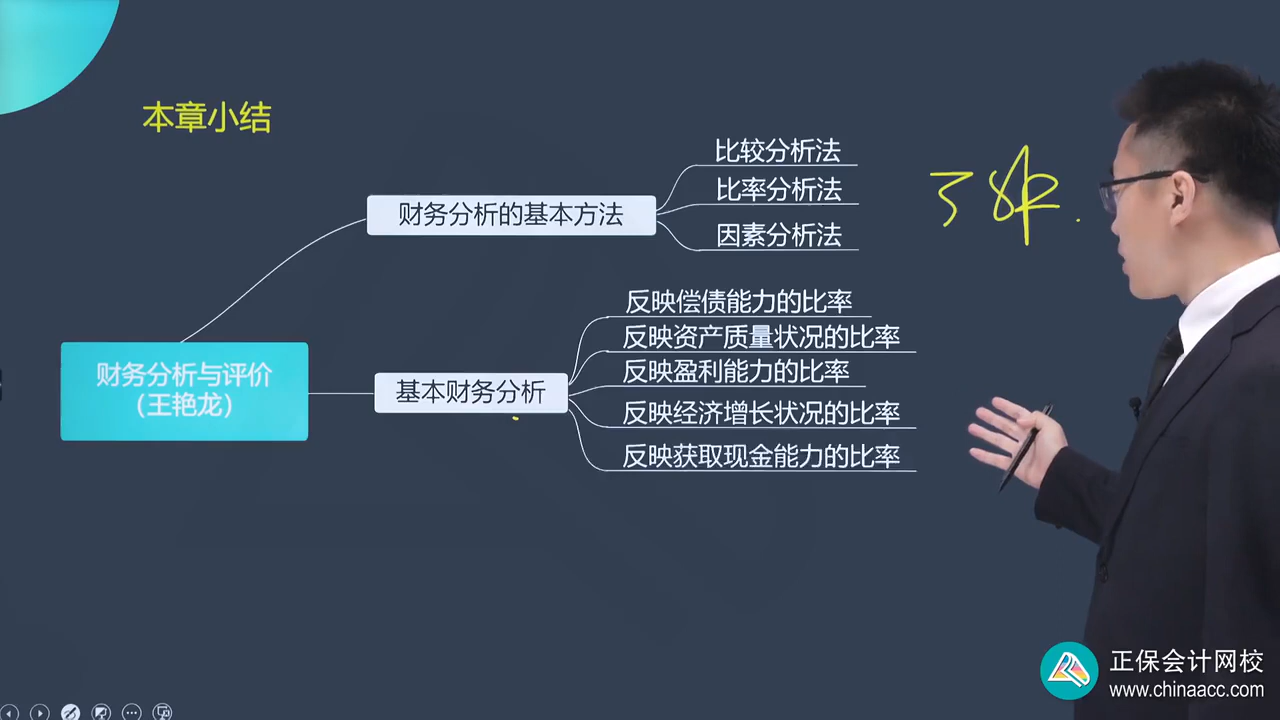 本章小结
比较分析法
比率分析法
因素分析法
财务分析的基本方法
了解.
反映偿债能力的比率
反映资产质量状况的比率
反映盈利能力的比率
反映经济增长状况的比率
反映获取现金能力的比率
基本财务分析
财务分析与评价
（王艳龙）
正保会计网校
www.chinaacc.com